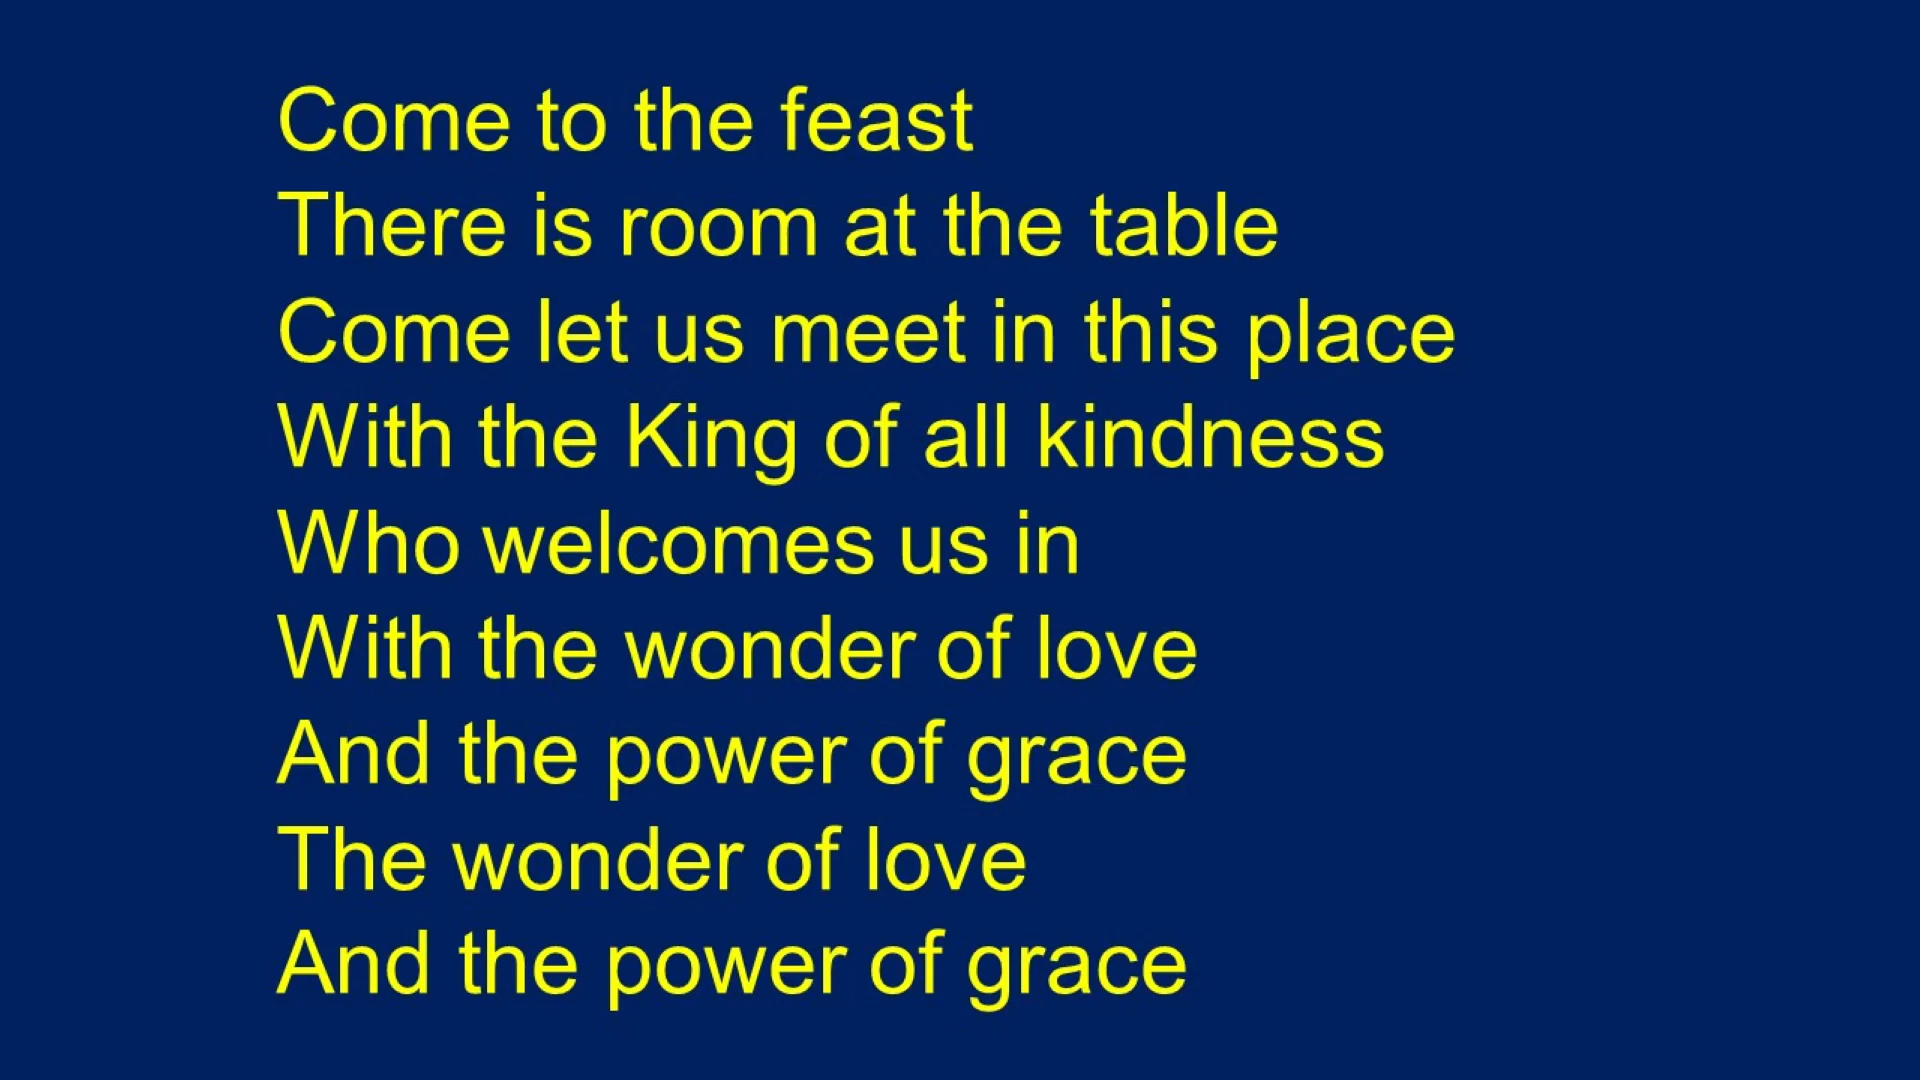 Come to the feast
There is room at the table
Come let us meet in this place
With the King of all kindness
Who welcomes us in
With the wonder of love
And the power of grace
The wonder of love
And the power of grace